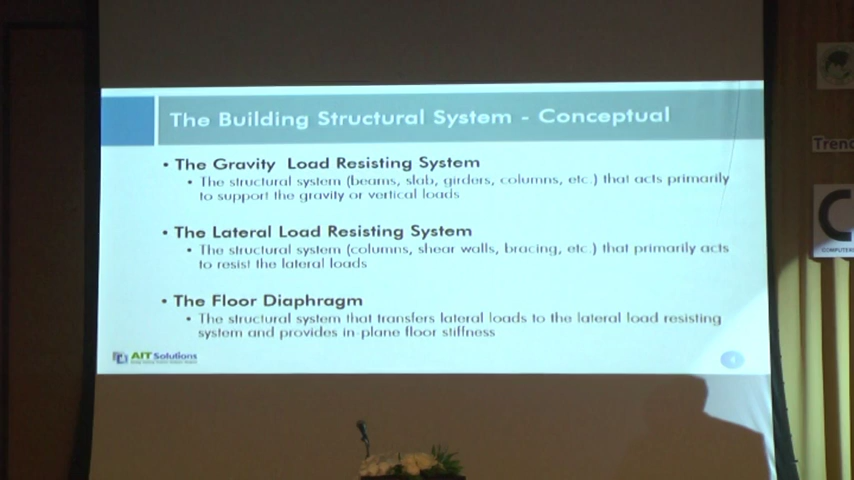 The Building Structural System - Conceptual
• The Gravity Load Resisting System
• The structural system (beams, slab, girders, columns, etc.) that acts primarily
to support the gravity or vertical loads
• The Lateral Load Resisting System
• The structural system (columns, shear walls, bracing, etc.) that primarily acts
to resist the lateral loads
• The Floor Diaphragm
• The structural system that transfers lateral loads to the lateral load resisting
system and provides in-plane floor stiffness
AIT Solutions
Trend
C